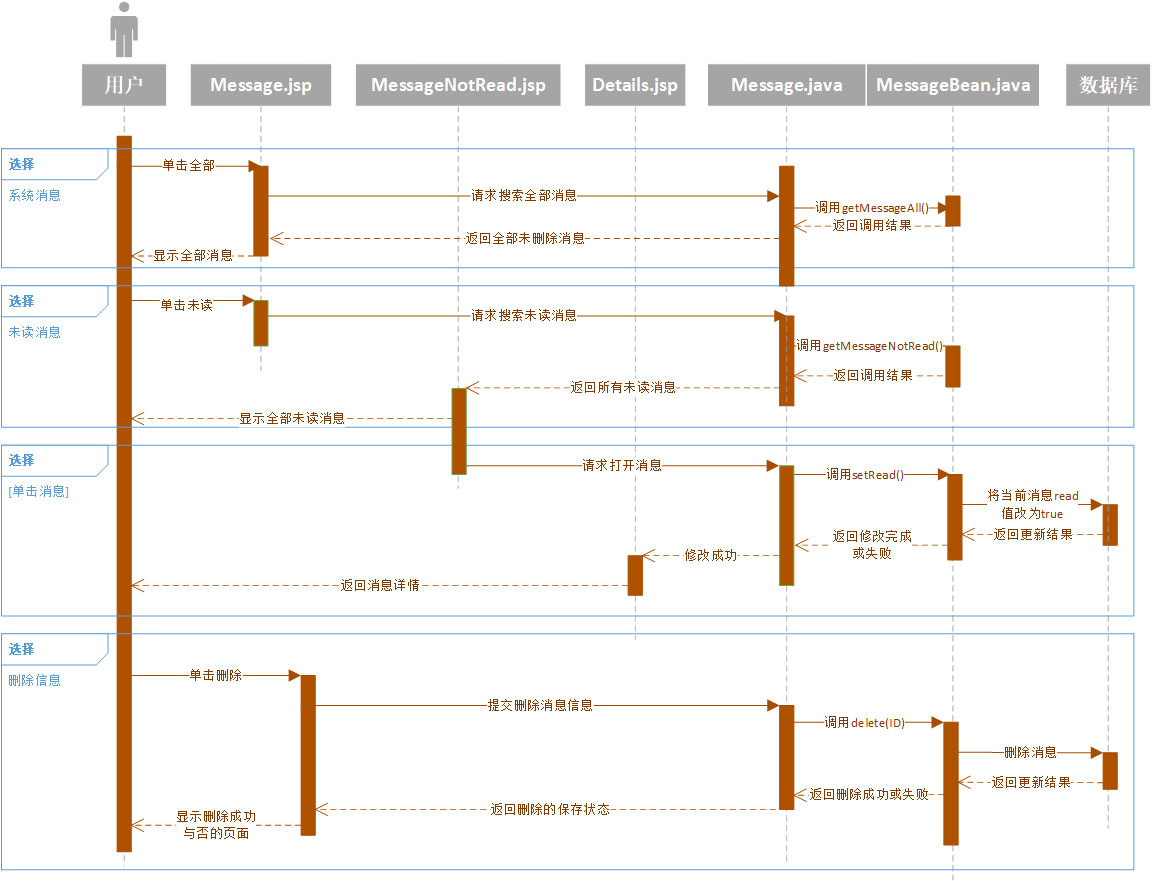 用户
Message.jsp
MessageNotRead.jsp
Details.jsp
Message.java
MessageBean.java
数据库
选择
系统消息
单击全部
请求搜索全部消息
调用getMessageAll()
返回调用结果
返回全部未删除消息
显示全部消息
选择
未读消息
单击未读
请求搜索未读消息
调用getMessageNotRead()
返回调用结果
返回所有未读消息
显示全部未读消息
选择
[单击消息]
请求打开消息
调用setRead()
将当前消息read
值改为true
返回更新结果
返回修改完成
或失败
修改成功
返回消息详情
选择
删除信息
单击删除
提交删除消息信息
调用delete(ID)
删除消息
返回更新结果
返回删除成功或失败
返回删除的保存状态
显示删除成功
与否的页面